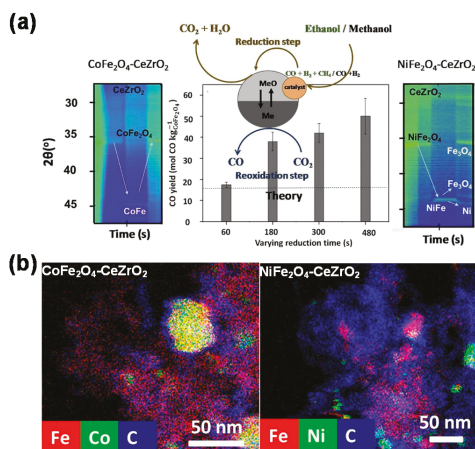 (a)
CO₂ + H₂O
Ethanol / Methanol
Reduction step
CoFe₂O₄-CeZrO₂
NiFe₂O₄-CeZrO₂
CO + H₂ + CH₄ / CO+H₂
MeO
catalyst
Me
CO
CO₂
Reoxidation step
Theory
CO yield (mol CO kg⁻¹CoFe₂O₄)
0
10
20
30
40
50
60
60
180
300
480
Varying reduction time (s)
2θ(°)
35
45
CeZrO₂
CoFe₂O₄
CoFe
Time (s)
CeZrO₂
NiFe₂O₄
Fe₃O₄
Fe₃O₄
NiFe
Ni
Time (s)
(b)
CoFe₂O₄-CeZrO₂
NiFe₂O₄-CeZrO₂
Fe Co C
50 nm
Fe Ni C
50 nm